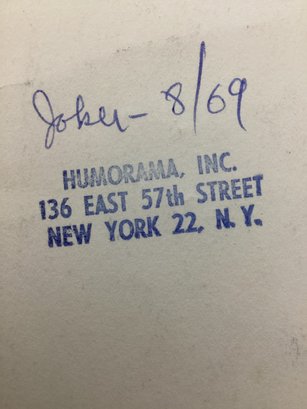 Joker - 8/69
HUMORAMA, INC.
136 EAST 57th STREET
NEW YORK 22, N. Y.